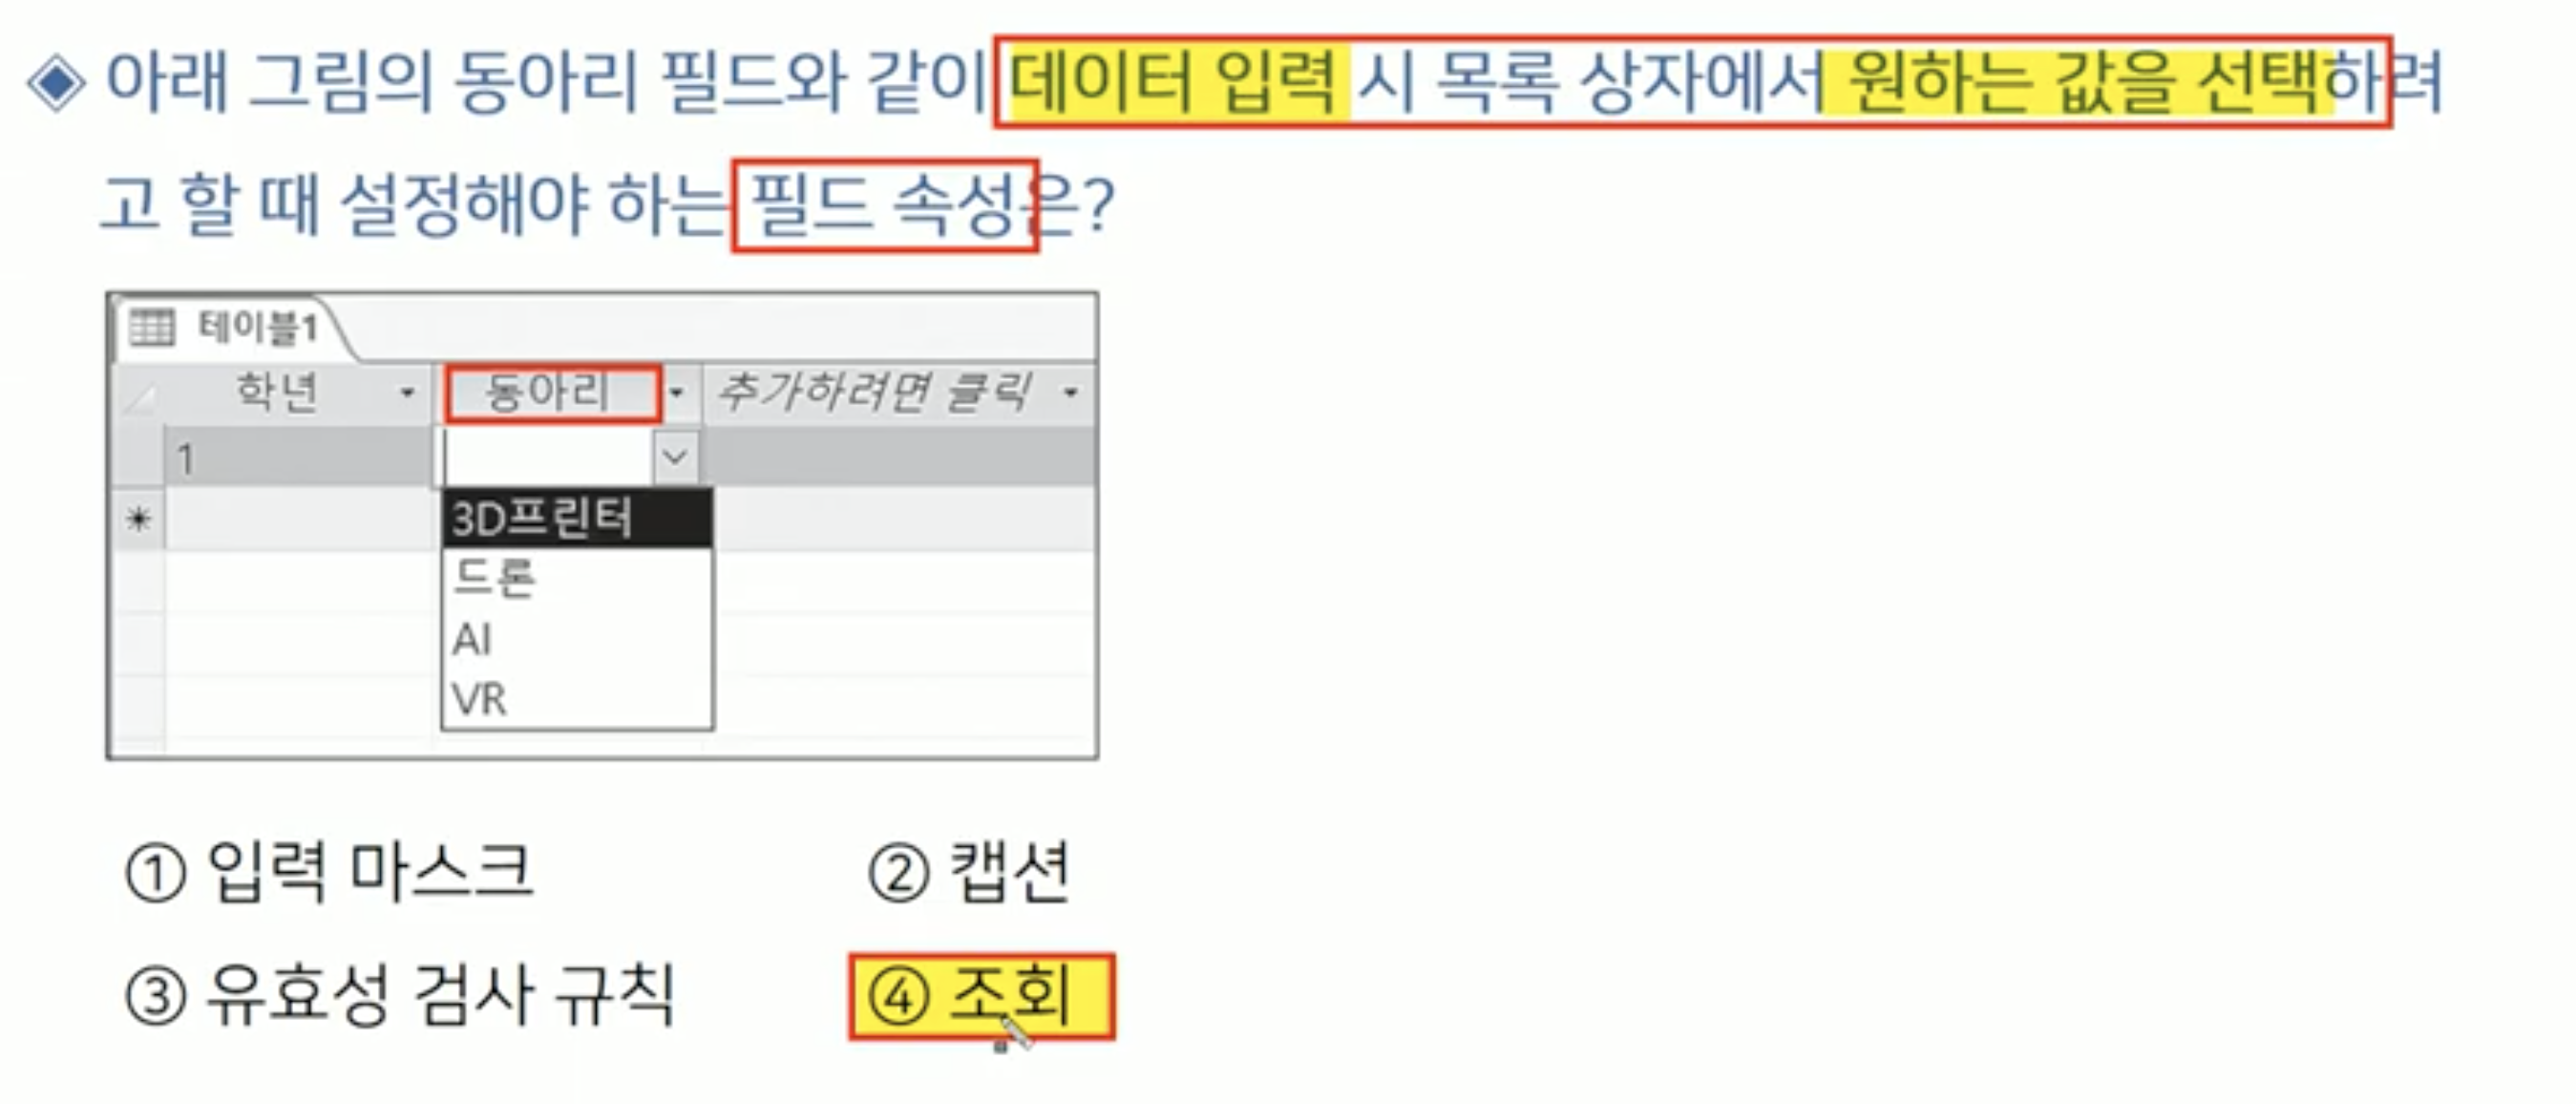 ◈ 아래 그림의 동아리 필드와 같이 데이터 입력 시 목록 상자에서 원하는 값을 선택하려
고 할 때 설정해야 하는 필드 속성은?
테이블1
학년 동아리 추가하려면 클릭
1
*
3D프린터
드론
AI
VR
① 입력 마스크 ② 캡션
③ 유효성 검사 규칙 ④ 조회